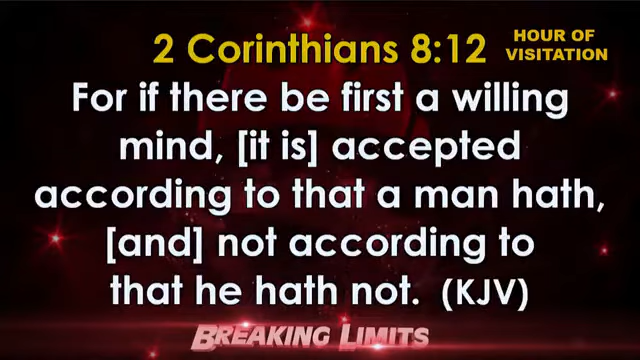 2 Corinthians 8:12
HOUR OF
VISITATION
For if there be first a willing
mind, [it is] accepted
according to that a man hath,
[and] not according to
that he hath not. (KJV)
BREAKING LIMITS